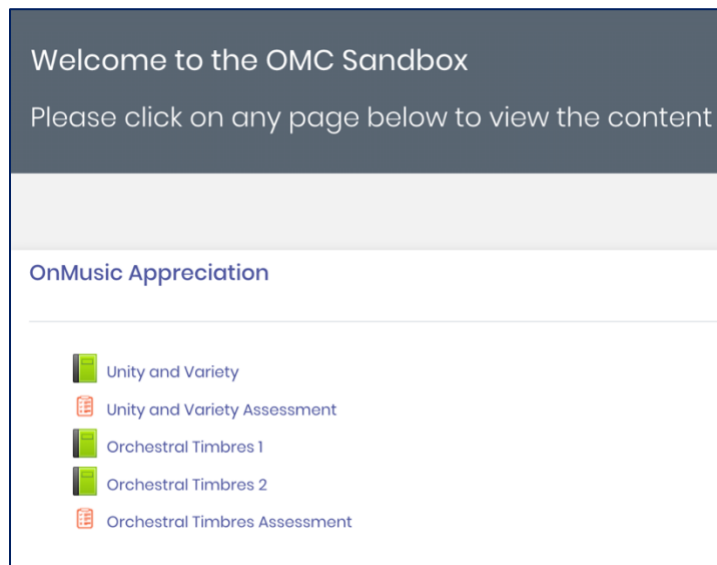 Welcome to the OMC Sandbox
Please click on any page below to view the content
OnMusic Appreciation
Unity and Variety
Unity and Variety Assessment
Orchestral Timbres 1
Orchestral Timbres 2
Orchestral Timbres Assessment